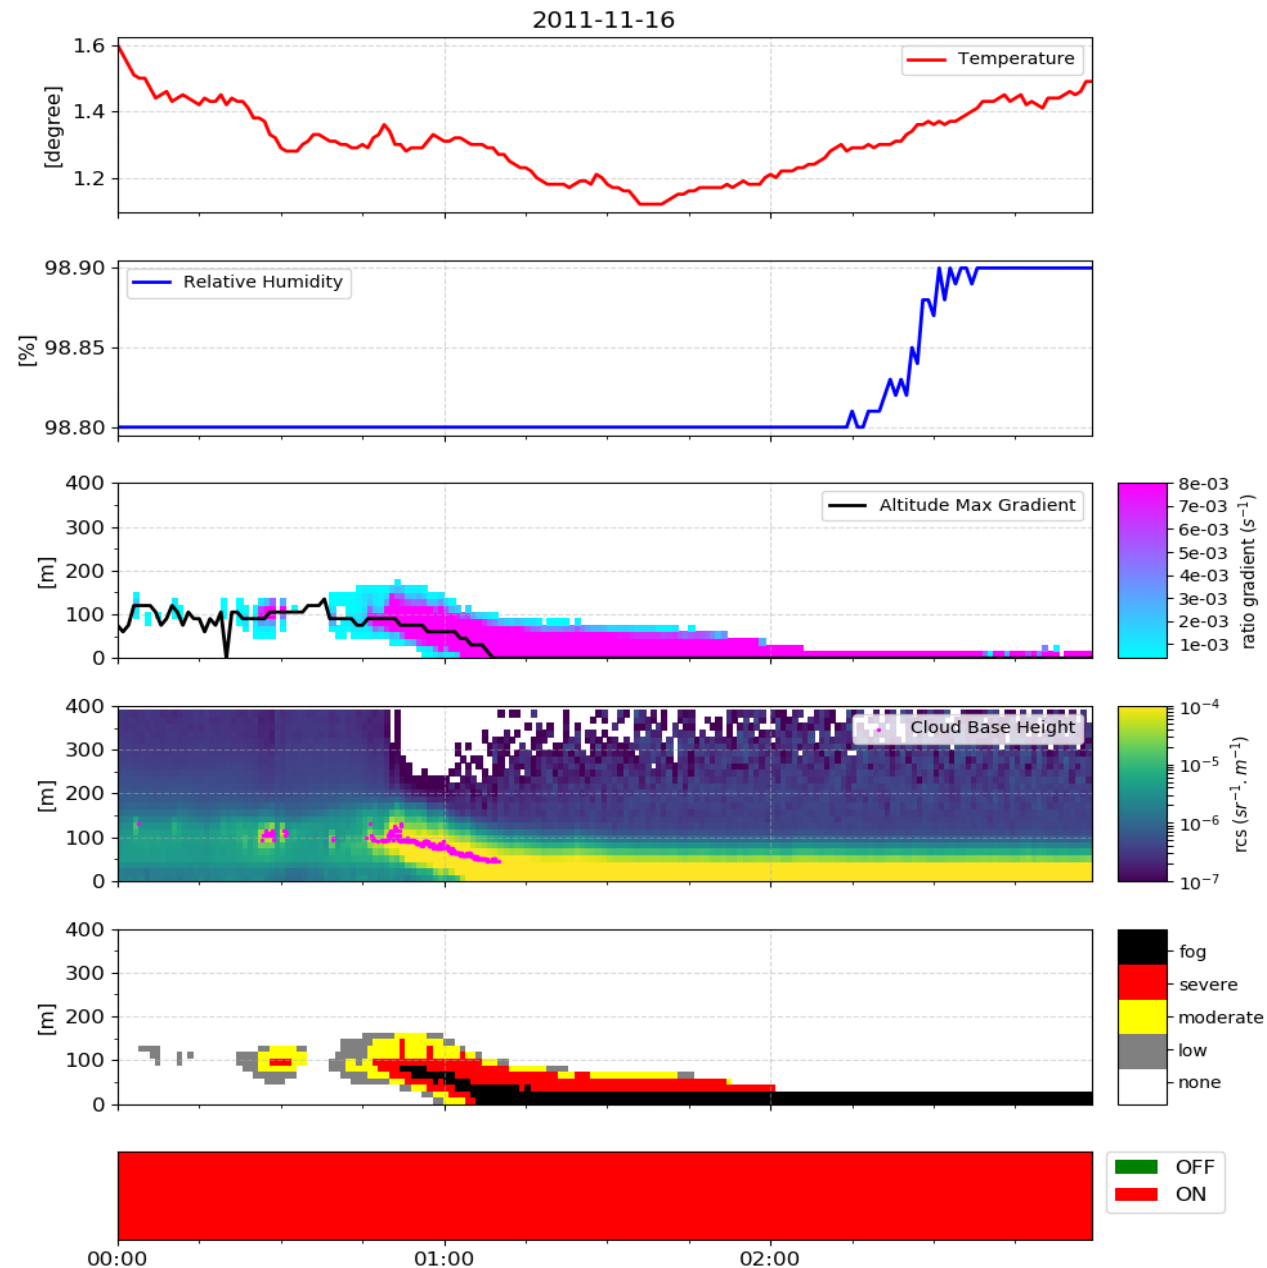 2011-11-16
1.6
1.4
1.2
[degree]
Temperature
98.90
98.85
98.80
[%]
Relative Humidity
400
300
200
100
0
[m]
Altitude Max Gradient
8e-03
7e-03
6e-03
5e-03
4e-03
3e-03
2e-03
1e-03
ratio gradient (s⁻¹)
400
300
200
100
0
[m]
Cloud Base Height
10⁻⁴
10⁻⁵
10⁻⁶
10⁻⁷
rcs (sr⁻¹. m⁻¹)
400
300
200
100
0
[m]
fog
severe
moderate
low
none
OFF
ON
00:00 01:00 02:00